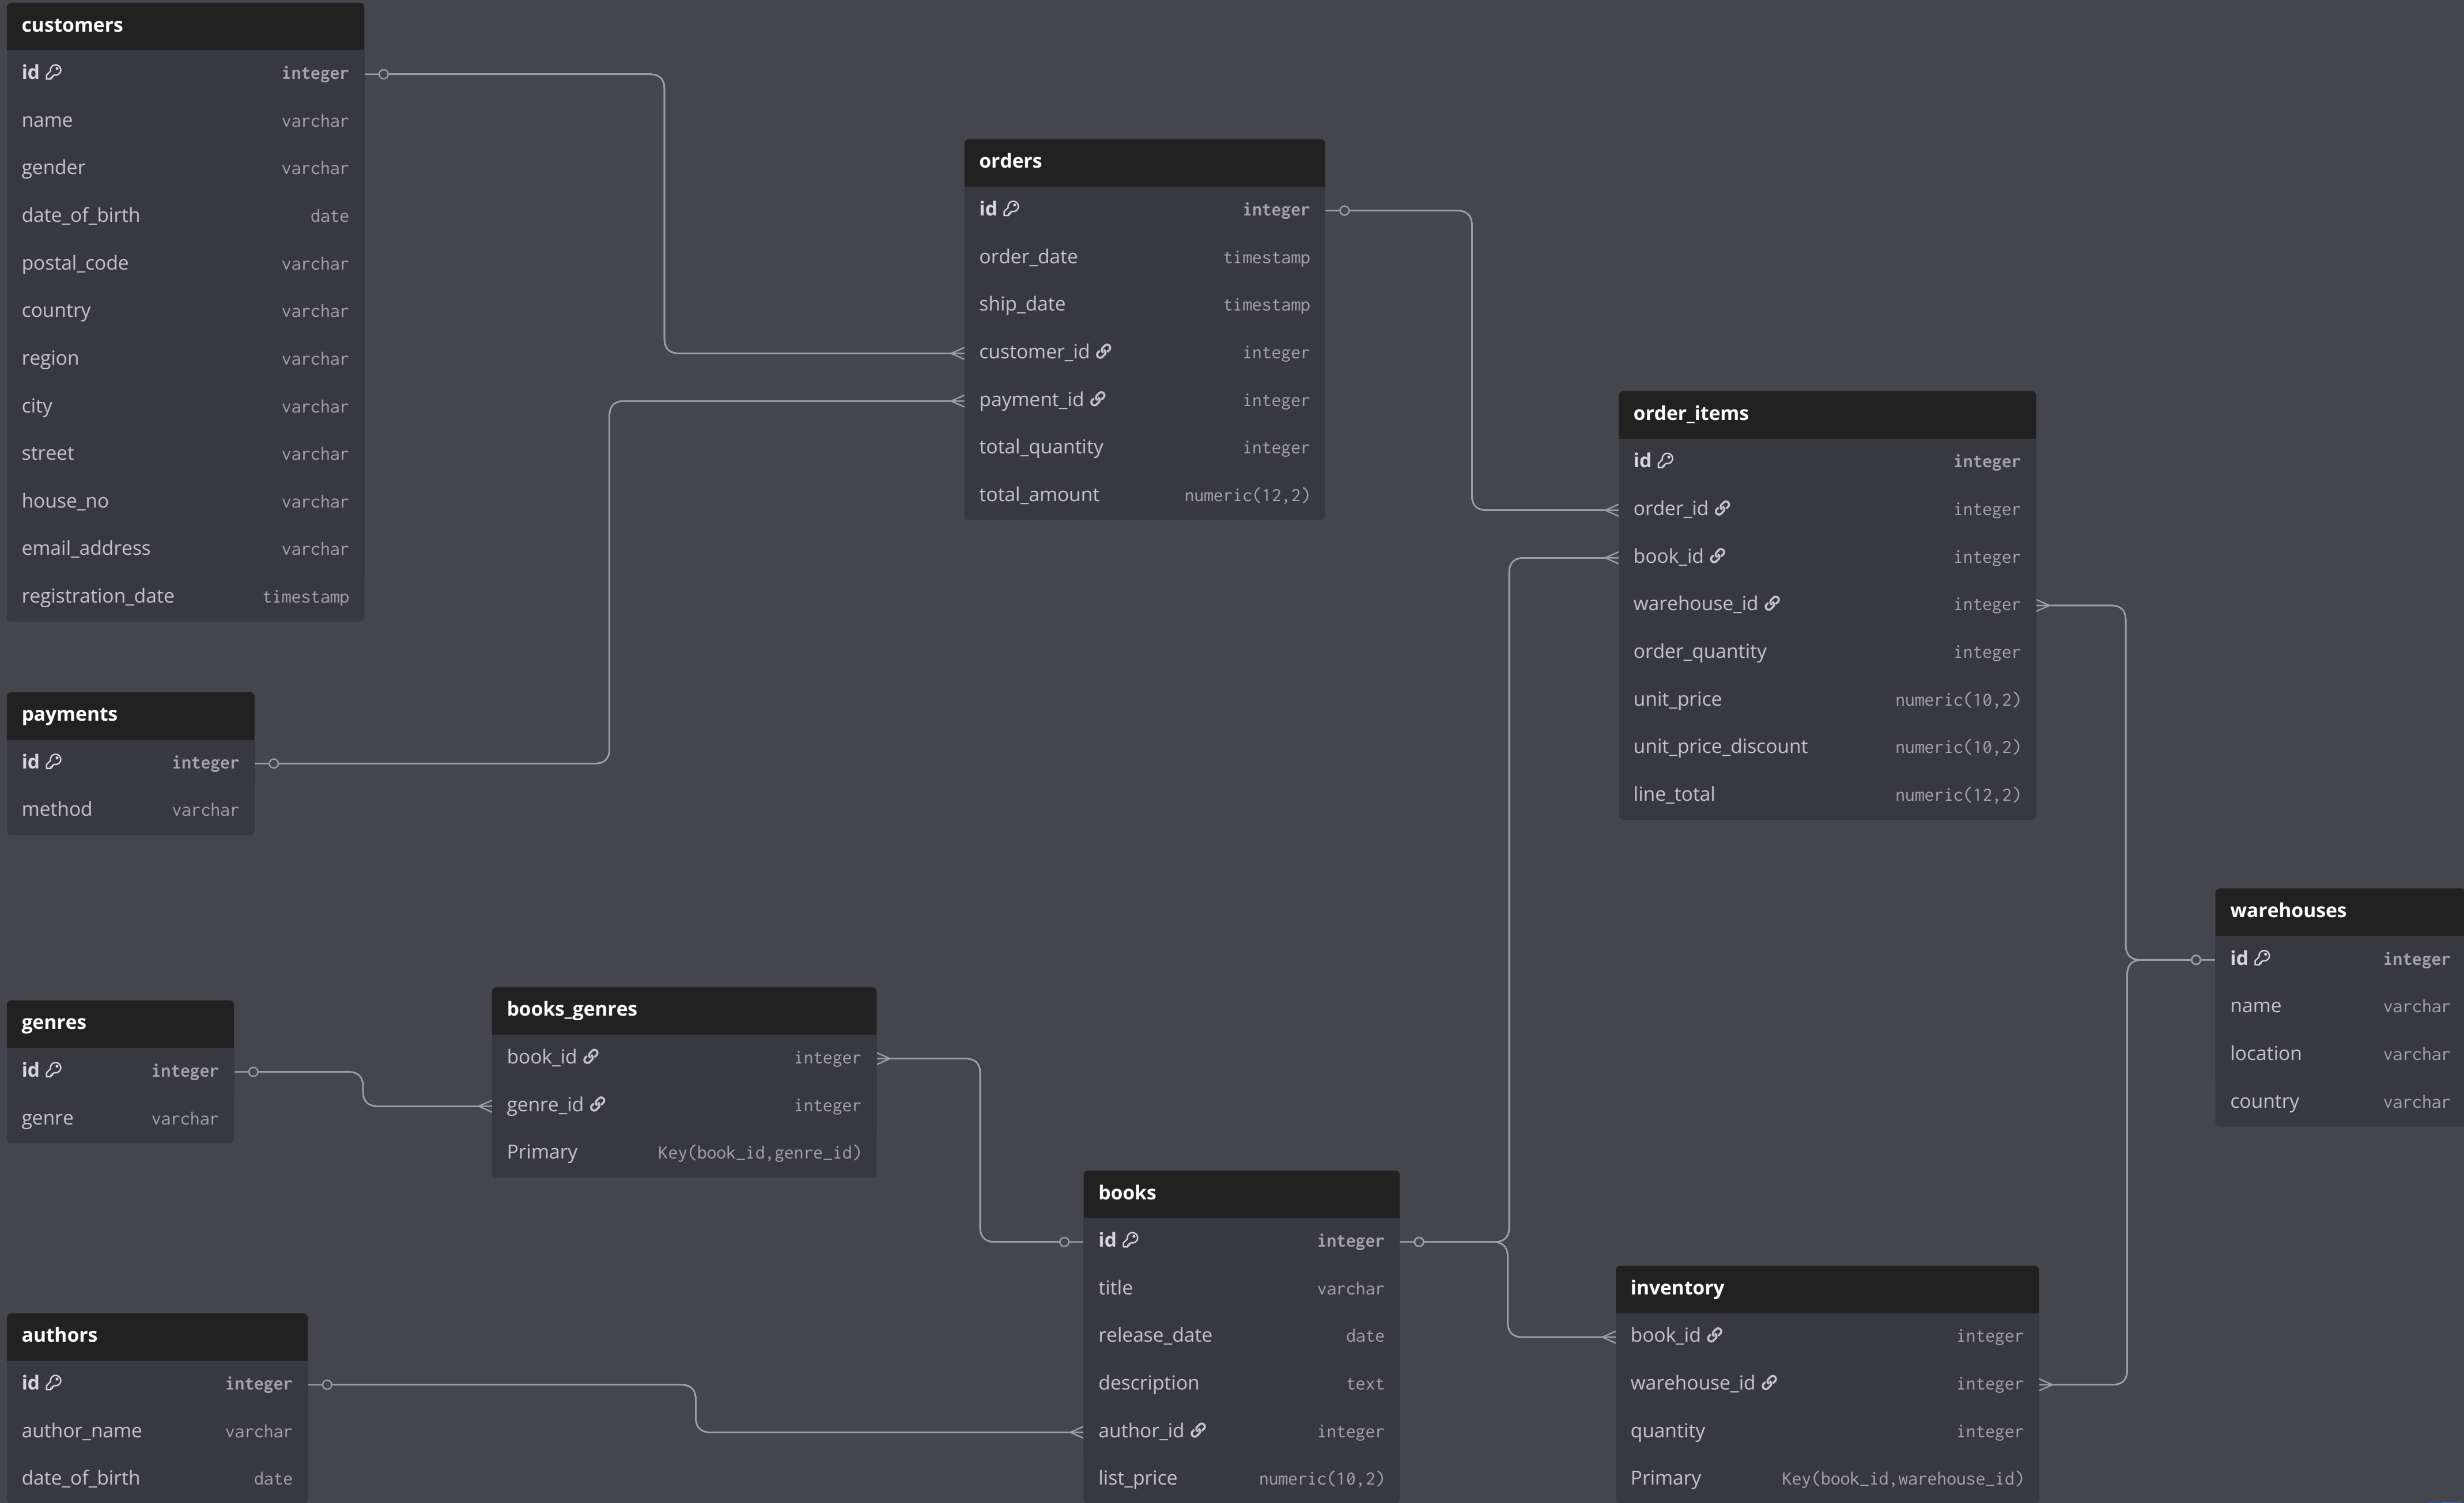 customers
id integer
name varchar
gender varchar
date_of_birth date
postal_code varchar
country varchar
region varchar
city varchar
street varchar
house_no varchar
email_address varchar
registration_date timestamp
orders
id integer
order_date timestamp
ship_date timestamp
customer_id integer
payment_id integer
total_quantity integer
total_amount numeric(12,2)
order_items
id integer
order_id integer
book_id integer
warehouse_id integer
order_quantity integer
unit_price numeric(10,2)
unit_price_discount numeric(10,2)
line_total numeric(12,2)
payments
id integer
method varchar
warehouses
id integer
name varchar
location varchar
country varchar
genres
id integer
genre varchar
books_genres
book_id integer
genre_id integer
Primary Key(book_id,genre_id)
books
id integer
title varchar
release_date date
description text
author_id integer
list_price numeric(10,2)
inventory
book_id integer
warehouse_id integer
quantity integer
Primary Key(book_id,warehouse_id)
authors
id integer
author_name varchar
date_of_birth date